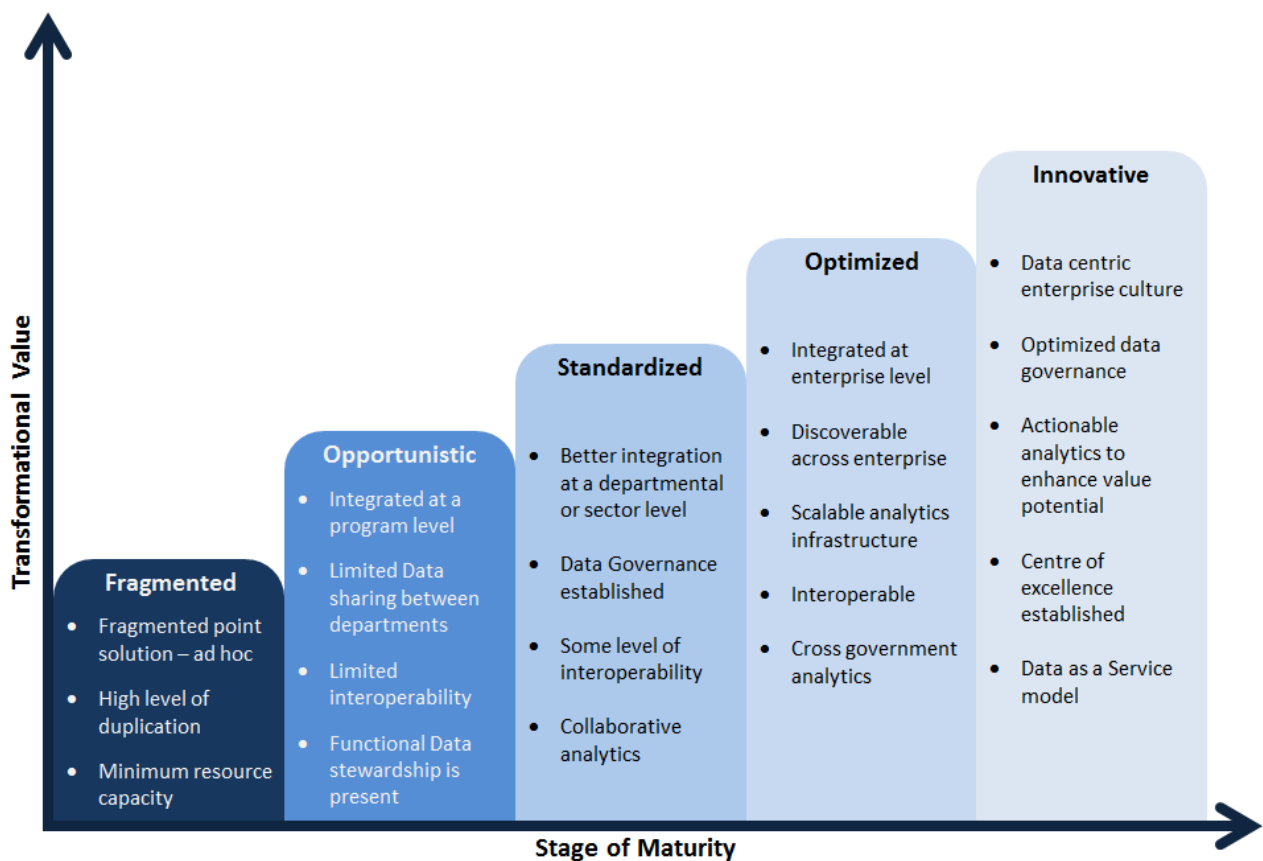 Transformational Value
Fragmented
• Fragmented point
solution – ad hoc
• High level of
duplication
• Minimum resource
capacity
Opportunistic
• Integrated at a
program level
• Limited Data
sharing between
departments
• Limited
interoperability
• Functional Data
stewardship is
present
Standardized
• Better integration
at a departmental
or sector level
• Data Governance
established
• Some level of
interoperability
• Collaborative
analytics
Optimized
• Integrated at
enterprise level
• Discoverable
across enterprise
• Scalable analytics
infrastructure
• Interoperable
• Cross government
analytics
Innovative
• Data centric
enterprise culture
• Optimized data
governance
• Actionable
analytics to
enhance value
potential
• Centre of
excellence
established
• Data as a Service
model
Stage of Maturity